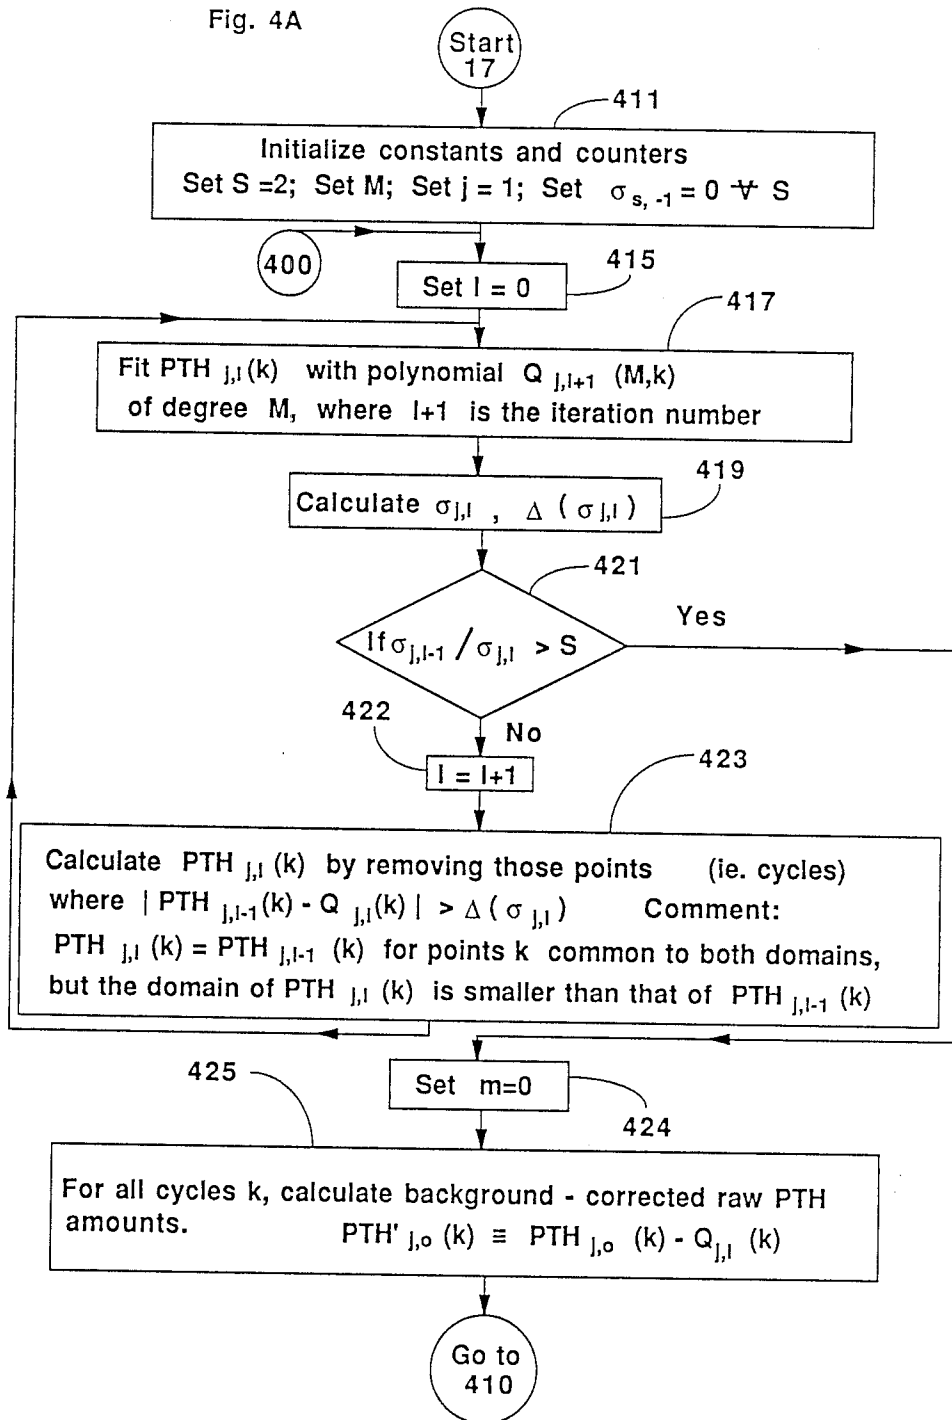 Fig. 4A
Start
17
411
Initialize constants and counters
Set S =2; Set M; Set j = 1; Set σ s, -1 = 0 ∀ S
400
415
Set l = 0
417
Fit PTH j,l (k) with polynomial Q j,l+1 (M,k)
of degree M, where l+1 is the iteration number
419
Calculate σ j,l , Δ ( σ j,l )
421
If σ j,l-1 / σ j,l > S
Yes
422
No
l = l+1
423
Calculate PTH j,l (k) by removing those points (ie. cycles)
where | PTH j,l-1 (k) - Q j,l (k) | > Δ ( σ j,l ) Comment:
PTH j,l (k) = PTH j,l-1 (k) for points k common to both domains,
but the domain of PTH j,l (k) is smaller than that of PTH j,l-1 (k)
425
Set m=0
424
For all cycles k, calculate background - corrected raw PTH
amounts. PTH' j,o (k) ≡ PTH j,o (k) - Q j,l (k)
Go to
410